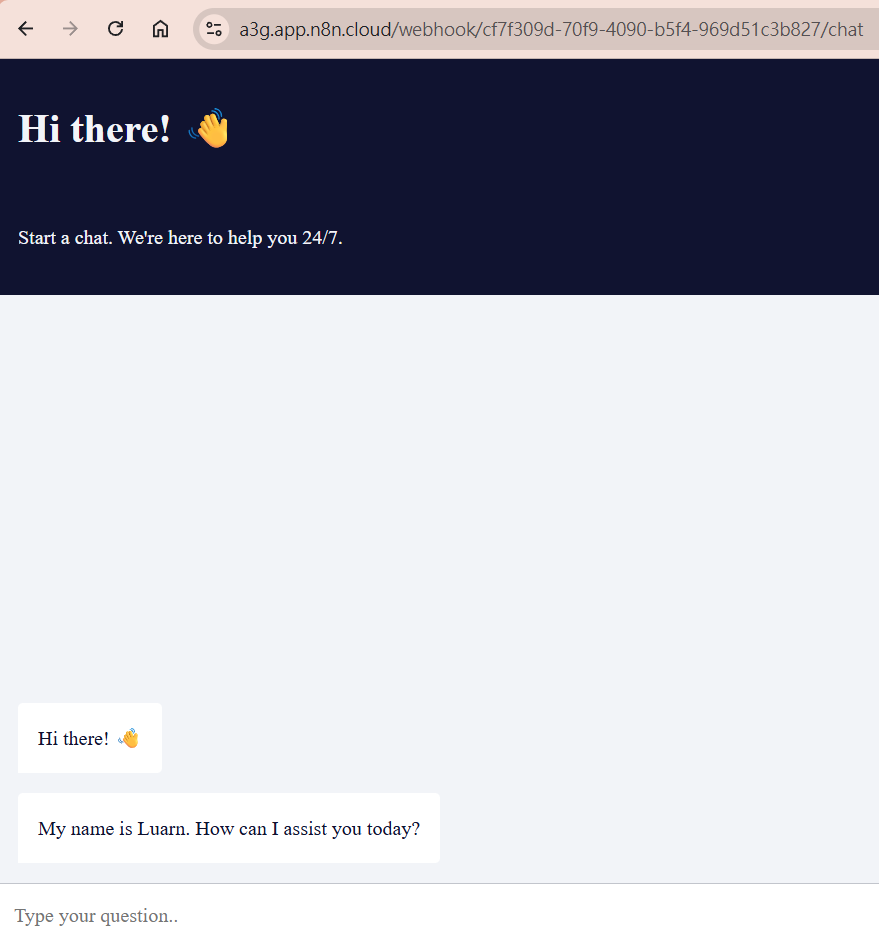 a3g.app.n8n.cloud/webhook/cf7f309d-70f9-4090-b5f4-969d51c3b827/chat
Hi there! 👋
Start a chat. We're here to help you 24/7.
Hi there! 👋
My name is Luarn. How can I assist you today?
Type your question..